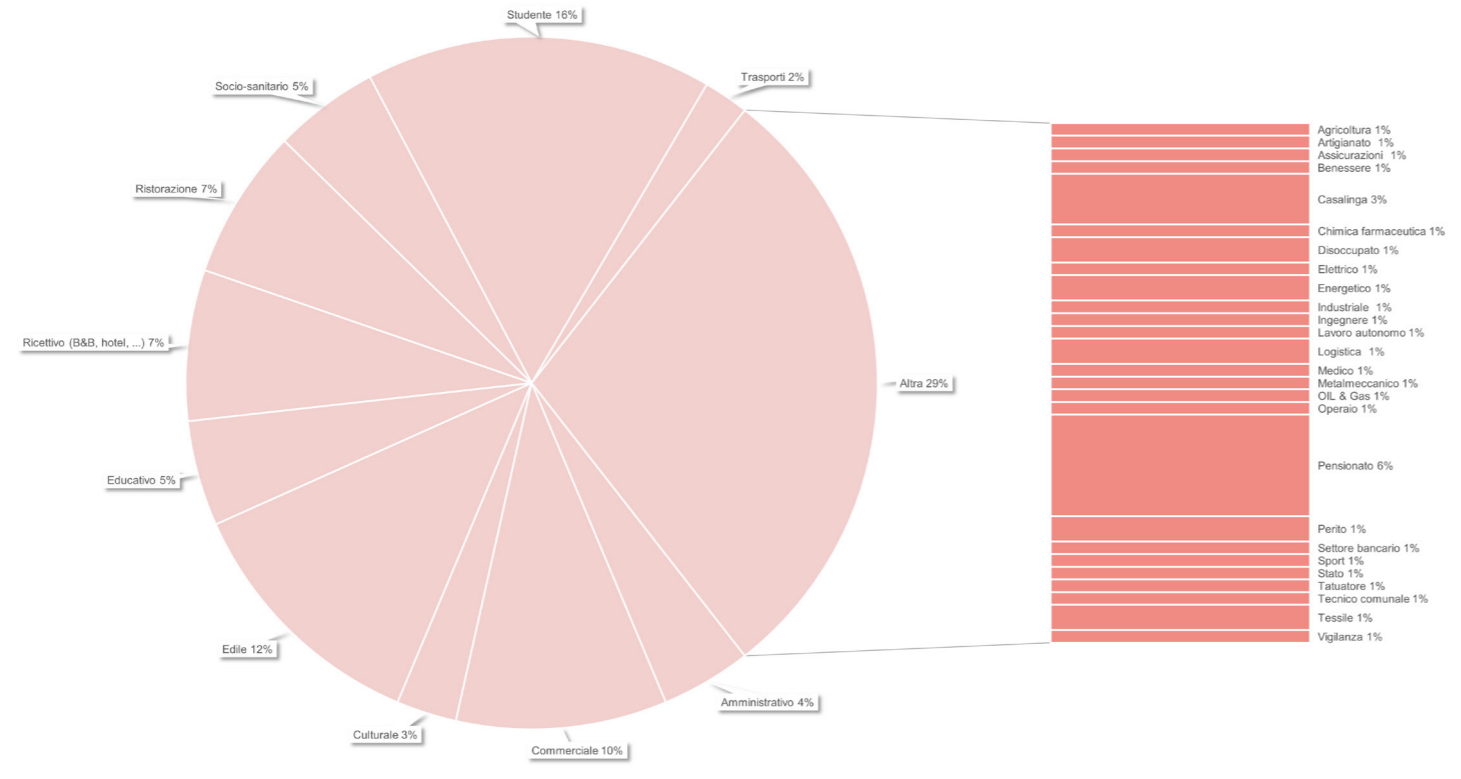 Studente 16%
Trasporti 2%
Socio-sanitario 5%
Ristorazione 7%
Ricettivo (B&B, hotel, ...) 7%
Educativo 5%
Edile 12%
Culturale 3%
Commerciale 10%
Amministrativo 4%
Altra 29%
Agricoltura 1%
Artigianato 1%
Assicurazioni 1%
Benessere 1%
Casalinga 3%
Chimica farmaceutica 1%
Disoccupato 1%
Elettrico 1%
Energetico 1%
Industriale 1%
Ingegnere 1%
Lavoro autonomo 1%
Logistica 1%
Medico 1%
Metalmeccanico 1%
OIL & Gas 1%
Operaio 1%
Pensionato 6%
Perito 1%
Settore bancario 1%
Sport 1%
Stato 1%
Tatuatore 1%
Tecnico comunale 1%
Tessile 1%
Vigilanza 1%